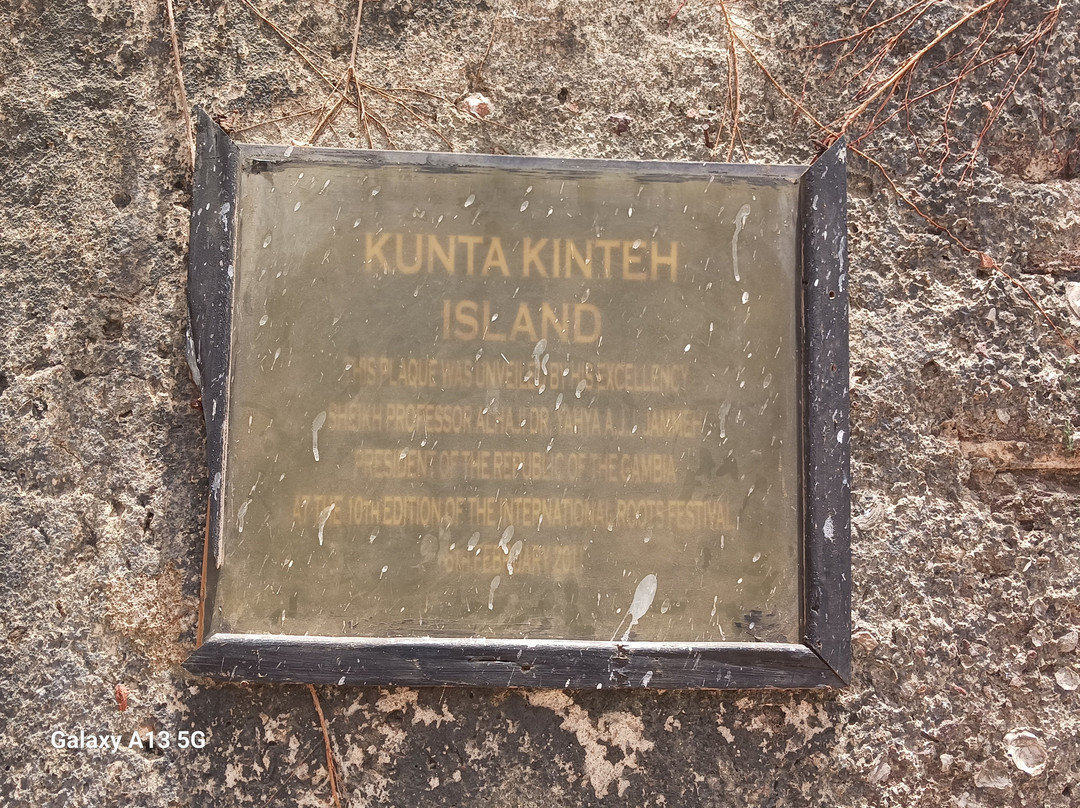 KUNTA KINTEH
ISLAND
THIS PLAQUE WAS UNVEILED BY HIS EXCELLENCY
SHEIKH PROFESSOR ALHAJI DR. YAHYA A.J.J. JAMMEH
PRESIDENT OF THE REPUBLIC OF THE GAMBIA
AT THE 10TH EDITION OF THE INTERNATIONAL ROOTS FESTIVAL
FEBRUARY
Galaxy A13 5G